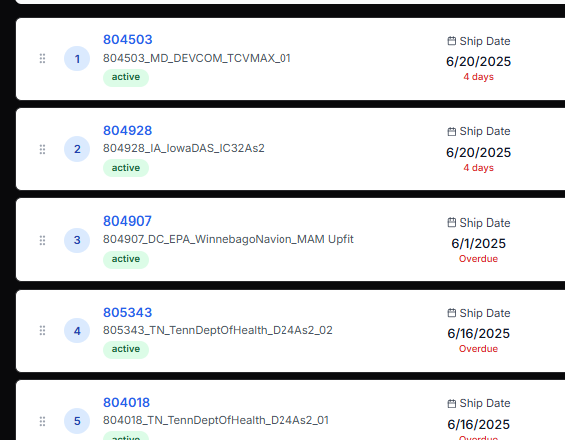 1
804503
804503_MD_DEVCOM_TCVMAX_01
active
Ship Date
6/20/2025
4 days
2
804928
804928_IA_IowaDAS_IC32As2
active
Ship Date
6/20/2025
4 days
3
804907
804907_DC_EPA_WinnebagoNavion_MAM Upfit
active
Ship Date
6/1/2025
Overdue
4
805343
805343_TN_TennDeptOfHealth_D24As2_02
active
Ship Date
6/16/2025
Overdue
5
804018
804018_TN_TennDeptOfHealth_D24As2_01
active
Ship Date
6/16/2025
Overdue